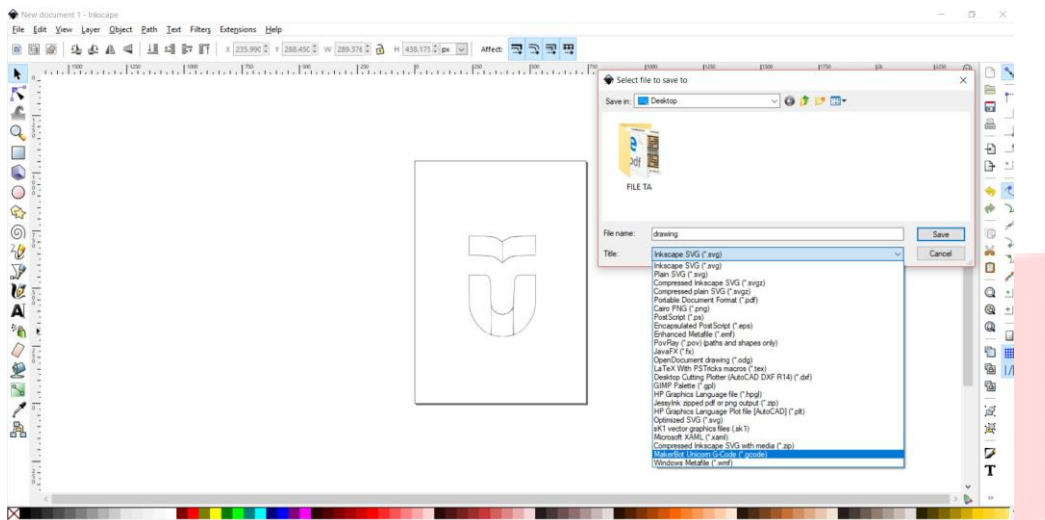 New document 1 - Inkscape
File Edit View Layer Object Path Text Filters Extensions Help
X 235.990 Y 288.450 W 289.376 H 438.175 px Affect:
Select file to save to
Save in: Desktop
FILE TA
File name: drawing Save
Title: Inkscape SVG (*.svg) Cancel
Inkscape SVG (*.svg)
Plain SVG (*.svg)
Compressed Inkscape SVG (*.svgz)
Compressed plain SVG (*.svgz)
Portable Document Format (*.pdf)
Cairo PNG (*.png)
PostScript (*.ps)
Encapsulated PostScript (*.eps)
Enhanced Metafile (*.emf)
PovRay (*.pov) (paths and shapes only)
JavaFX (*.fx)
OpenDocument drawing (*.odg)
LaTeX With PSTricks macros (*.tex)
Desktop Cutting Plotter (AutoCAD DXF R14) (*.dxf)
GIMP Palette (*.gpl)
HP Graphics Language file (*.hpgl)
JessyInk zipped pdf or png output (*.zip)
HP Graphics Language Plot file [AutoCAD] (*.plt)
Optimized SVG (*.svg)
sK1 vector graphics files (.sk1)
Microsoft XAML (*.xaml)
Compressed Inkscape SVG with media (*.zip)
MakerBot Unicorn G-Code (*.gcode)
Windows Metafile (*.wmf)